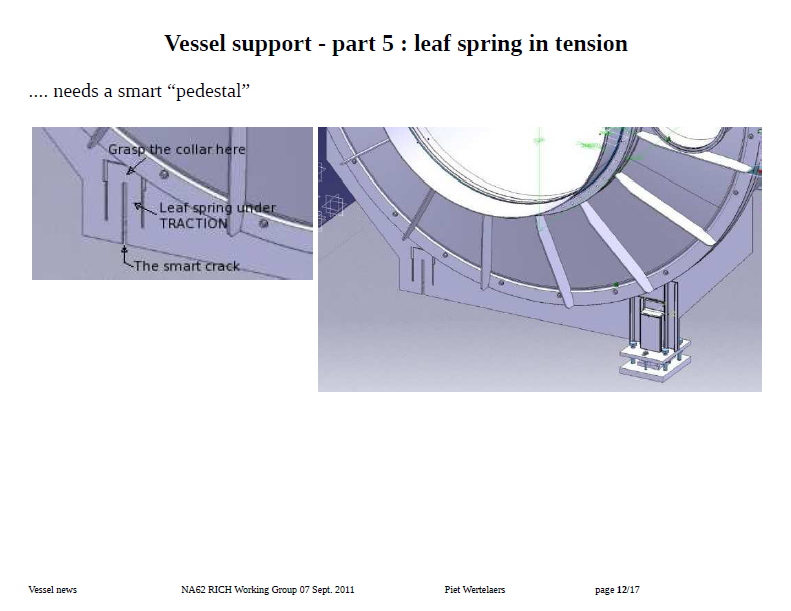 Vessel support - part 5 : leaf spring in tension
.... needs a smart “pedestal”
Grasp the collar here
Leaf spring under
TRACTION
The smart crack
Vessel news NA62 RICH Working Group 07 Sept. 2011 Piet Wertelaers page 12/17